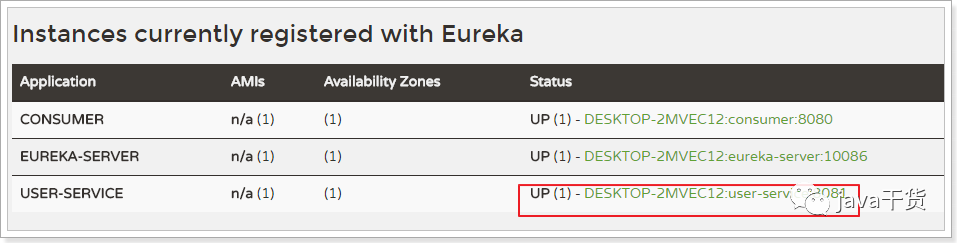 Instances currently registered with Eureka
Application AMIs Availability Zones Status
CONSUMER n/a (1) (1) UP (1) - DESKTOP-2MVEC12:consumer:8080
EUREKA-SERVER n/a (1) (1) UP (1) - DESKTOP-2MVEC12:eureka-server:10086
USER-SERVICE n/a (1) (1) UP (1) - DESKTOP-2MVEC12:user-serv
java干货